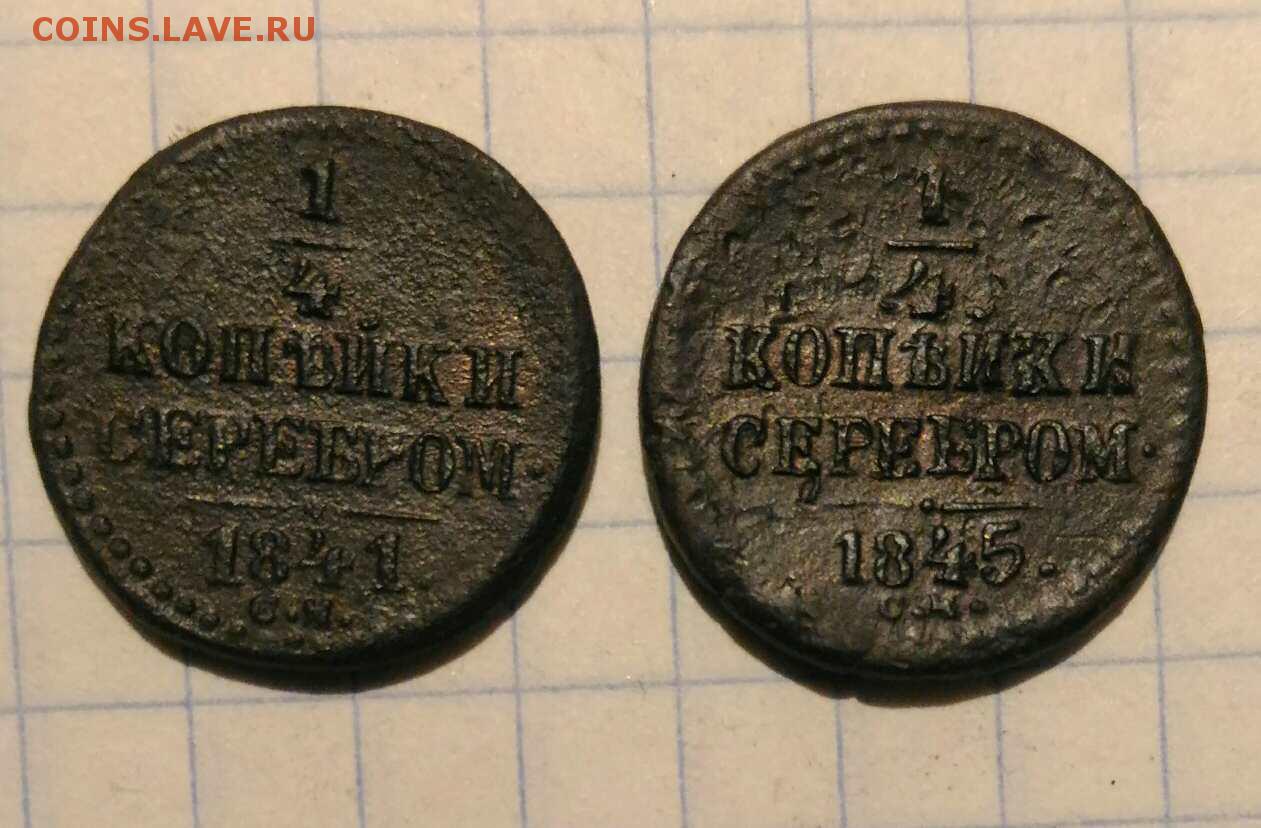 COINS.LAVE.RU
1
4
КОПѢЙКИ
СЕРЕБРОМ.
1841.
С.М.
1
4
КОПѢЙКИ
СЕРЕБРОМ.
1845.
С.М.